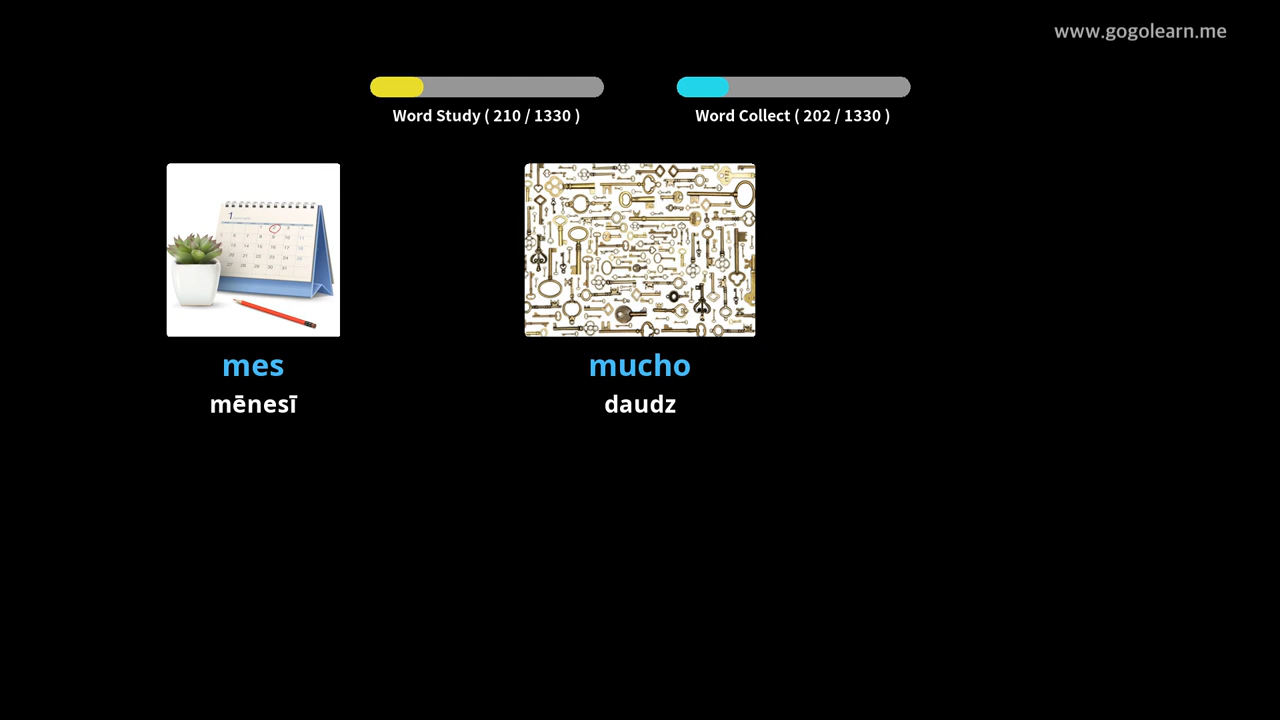 www.gogolearn.me
Word Study ( 210 / 1330 )
Word Collect ( 202 / 1330 )
mes
mucho
mēnesī
daudz